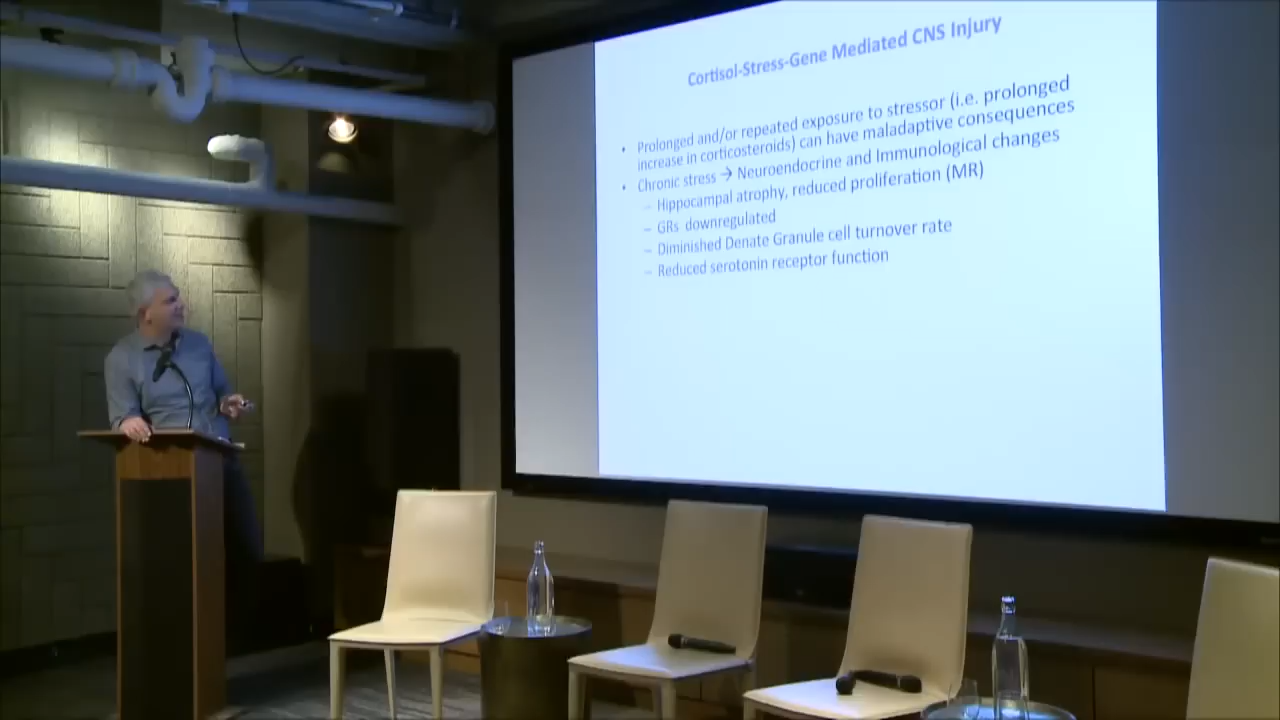 Cortisol-Stress-Gene Mediated CNS Injury
• Prolonged and/or repeated exposure to stressor (i.e. prolonged
increase in corticosteroids) can have maladaptive consequences
• Chronic stress → Neuroendocrine and Immunological changes
– Hippocampal atrophy, reduced proliferation (MR)
– GRs downregulated
– Diminished Denate Granule cell turnover rate
– Reduced serotonin receptor function